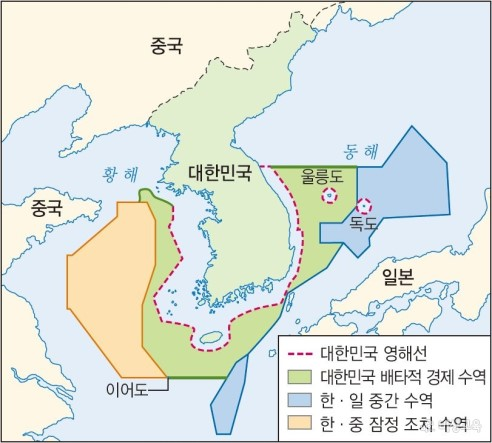 중국
동해
황해
대한민국
울릉도
중국
독도
일본
이어도
대한민국 영해선
대한민국 배타적 경제 수역
한·일 중간 수역
한·중 잠정 조치 수역